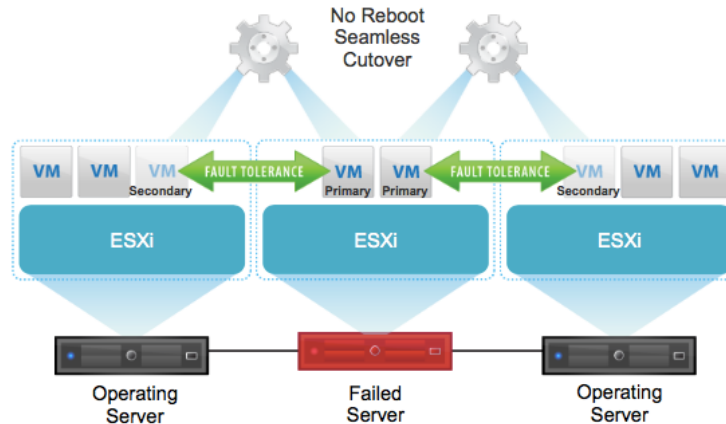 No Reboot
Seamless
Cutover
VM
VM
VM
Secondary
FAULT TOLERANCE
VM
Primary
VM
Primary
FAULT TOLERANCE
VM
Secondary
VM
VM
ESXi
ESXi
ESXi
Operating
Server
Failed
Server
Operating
Server